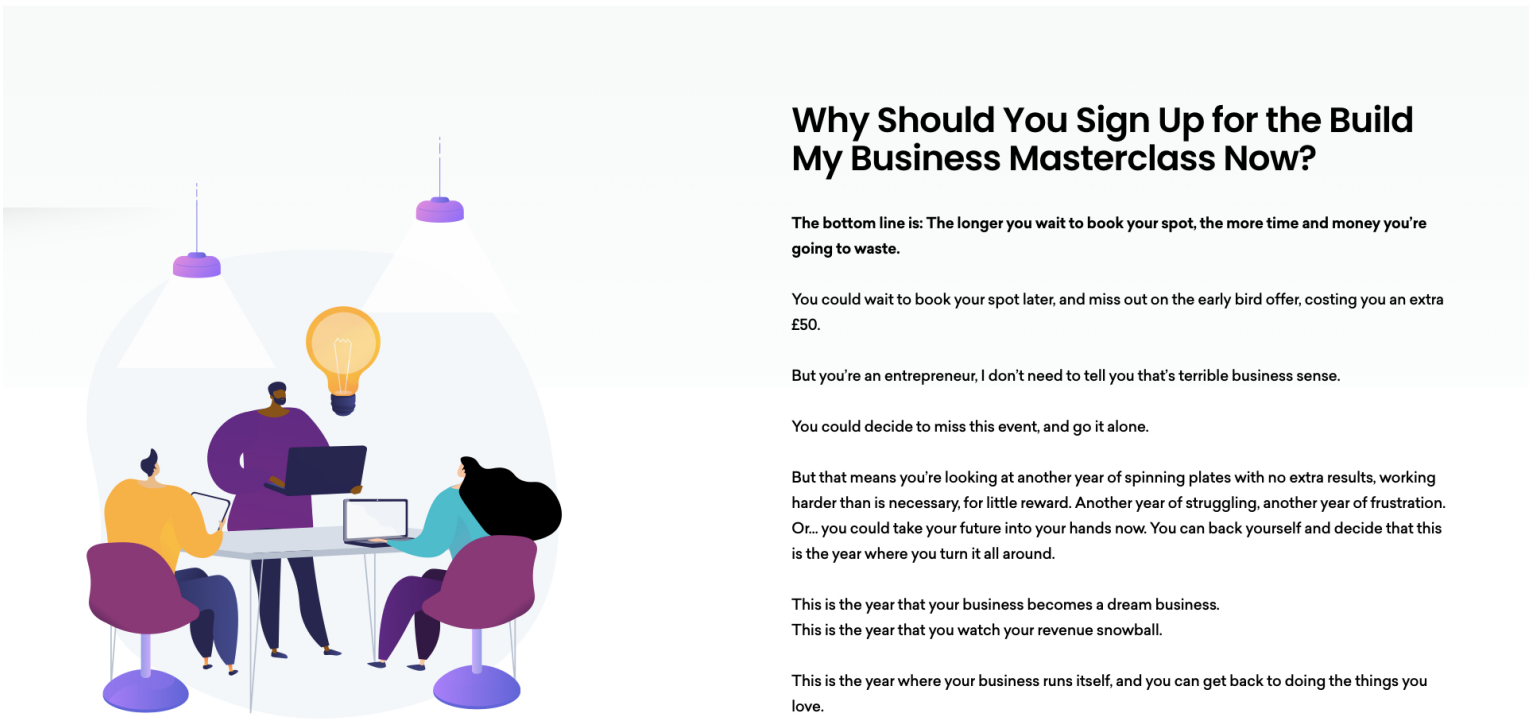 Why Should You Sign Up for the Build
My Business Masterclass Now?
The bottom line is: The longer you wait to book your spot, the more time and money you’re
going to waste.
You could wait to book your spot later, and miss out on the early bird offer, costing you an extra
£50.
But you’re an entrepreneur, I don’t need to tell you that’s terrible business sense.
You could decide to miss this event, and go it alone.
But that means you’re looking at another year of spinning plates with no extra results, working
harder than is necessary, for little reward. Another year of struggling, another year of frustration.
Or... you could take your future into your hands now. You can back yourself and decide that this
is the year where you turn it all around.
This is the year that your business becomes a dream business.
This is the year that you watch your revenue snowball.
This is the year where your business runs itself, and you can get back to doing the things you
love.